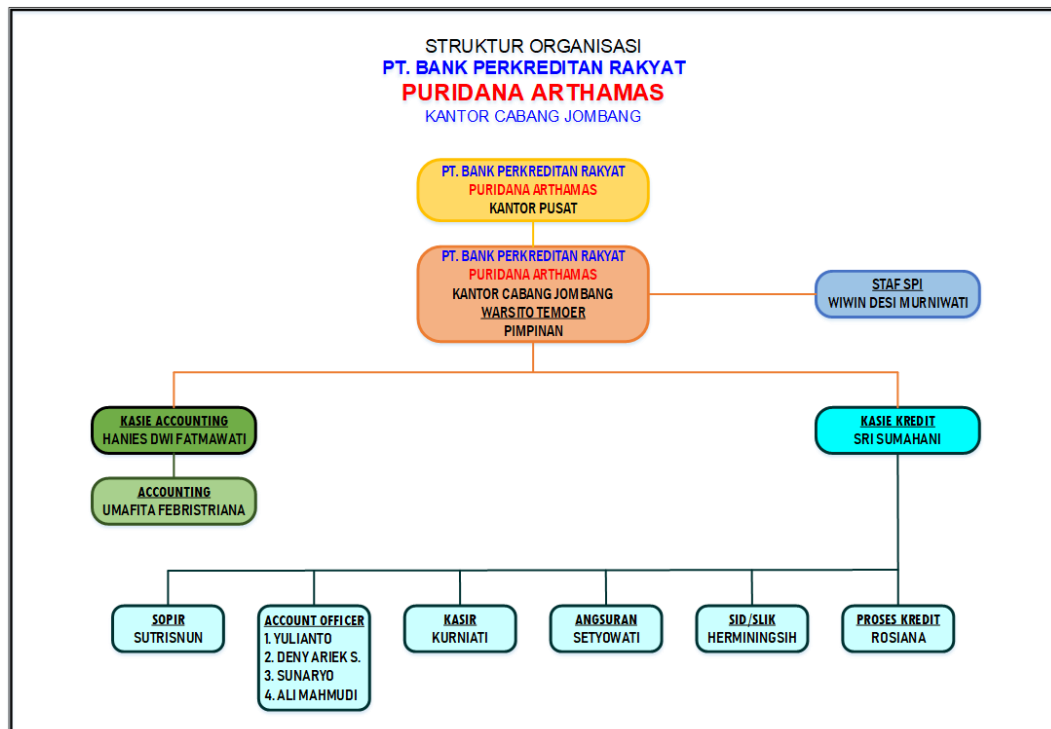 STRUKTUR ORGANISASI
PT. BANK PERKREDITAN RAKYAT
PURIDANA ARTHAMAS
KANTOR CABANG JOMBANG
PT. BANK PERKREDITAN RAKYAT
PURIDANA ARTHAMAS
KANTOR PUSAT
PT. BANK PERKREDITAN RAKYAT
PURIDANA ARTHAMAS
KANTOR CABANG JOMBANG
WARSITO TEMOER
PIMPINAN
STAF SPI
WIWIN DESI MURNIWATI
KASIE ACCOUNTING
HANIES DWI FATMAWATI
KASIE KREDIT
SRI SUMAHANI
ACCOUNTING
UMAFITA FEBRISTRIANA
SOPIR
SUTRISNUN
ACCOUNT OFFICER
1. YULIANTO
2. DENY ARIEK S.
3. SUNARYO
4. ALI MAHMUDI
KASIR
KURNIATI
ANGSURAN
SETYOWATI
SID/SLIK
HERMININGSIH
PROSES KREDIT
ROSIANA